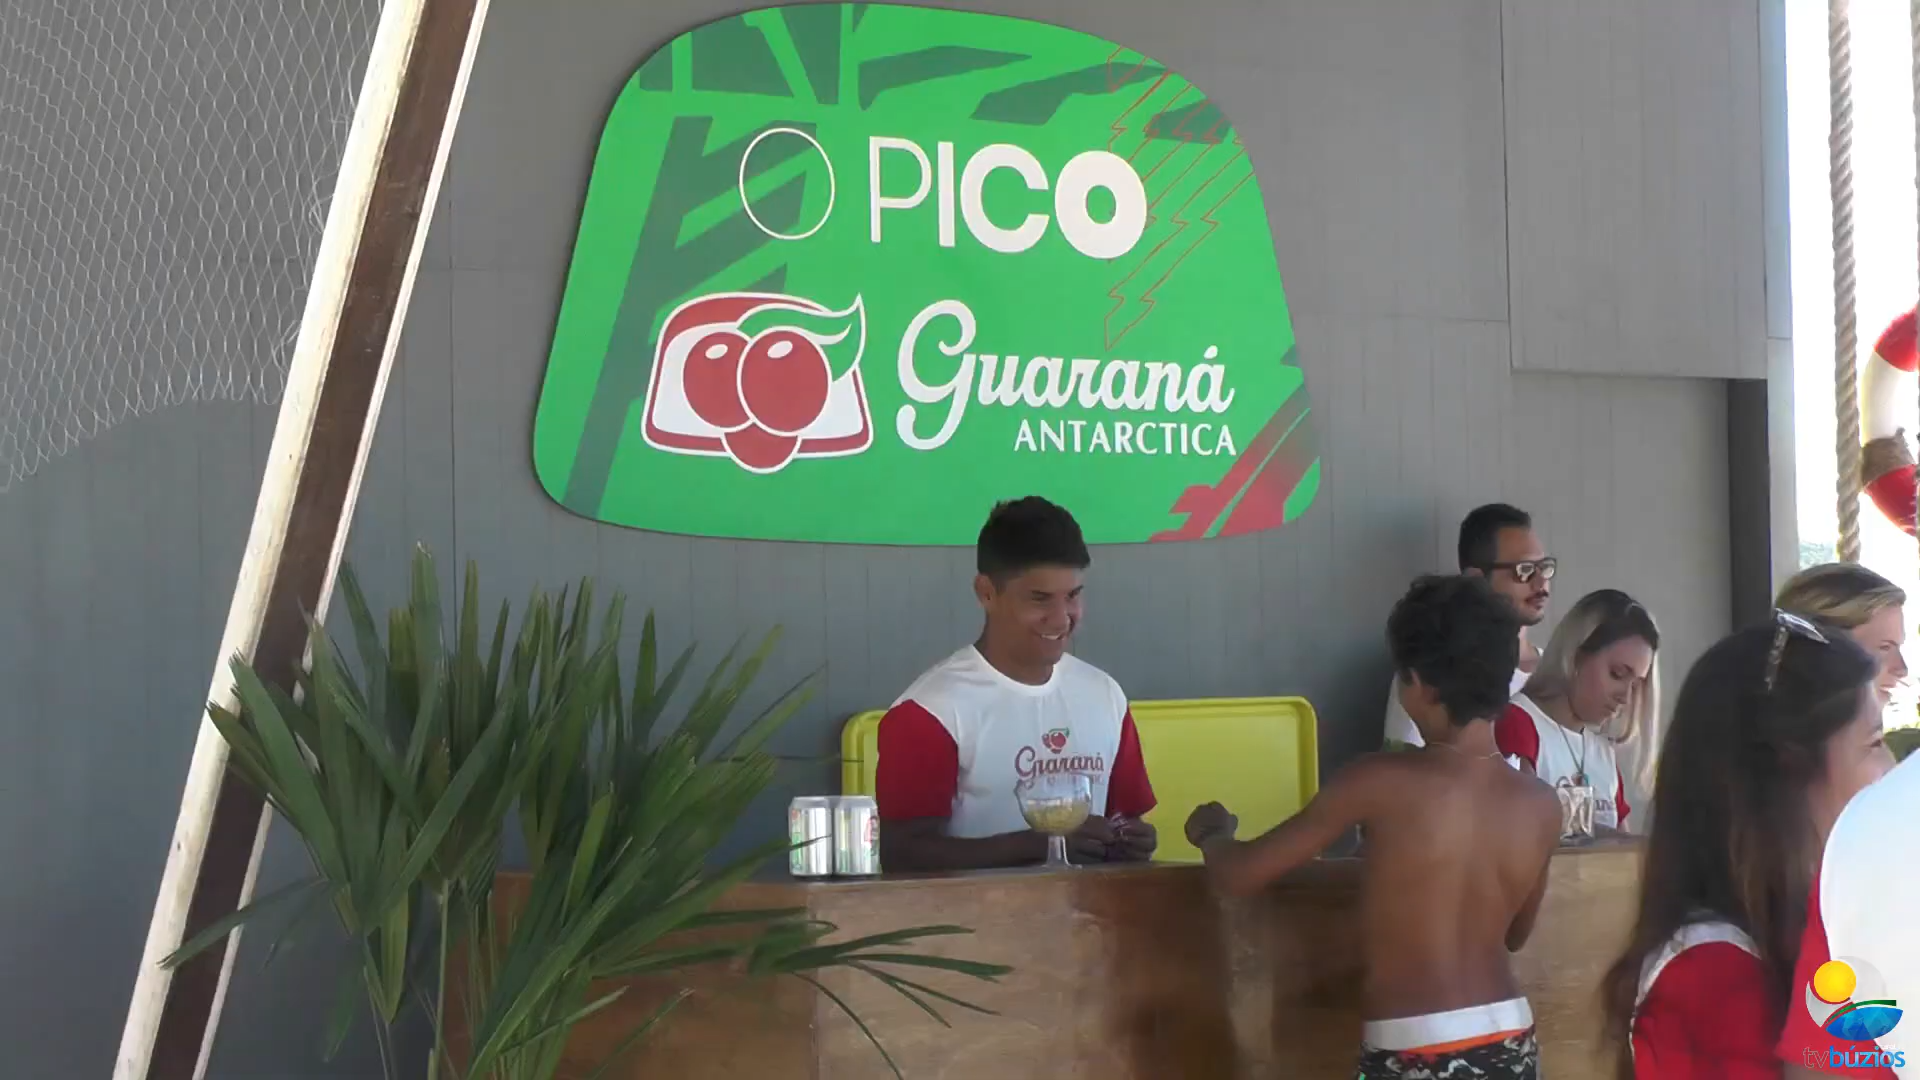 O PICO
Guaraná
ANTARCTICA
Guaraná
tvbúzios